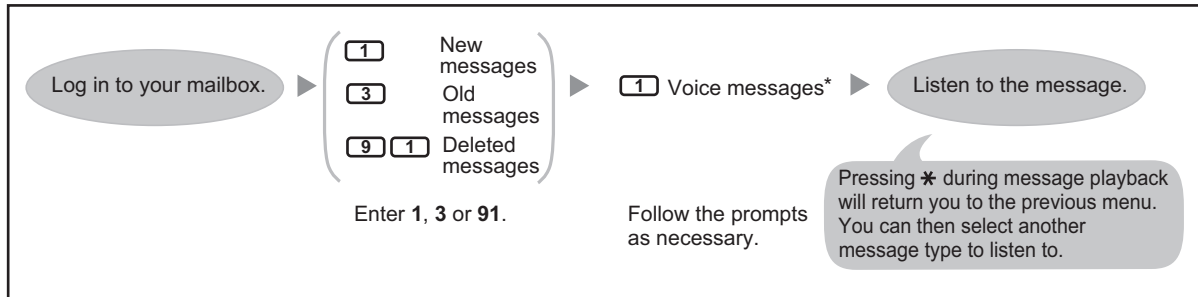 Log in to your mailbox.
1 New
messages
3 Old
messages
9 1 Deleted
messages
Enter 1, 3 or 91.
1 Voice messages*
Follow the prompts
as necessary.
Listen to the message.
Pressing * during message playback
will return you to the previous menu.
You can then select another
message type to listen to.